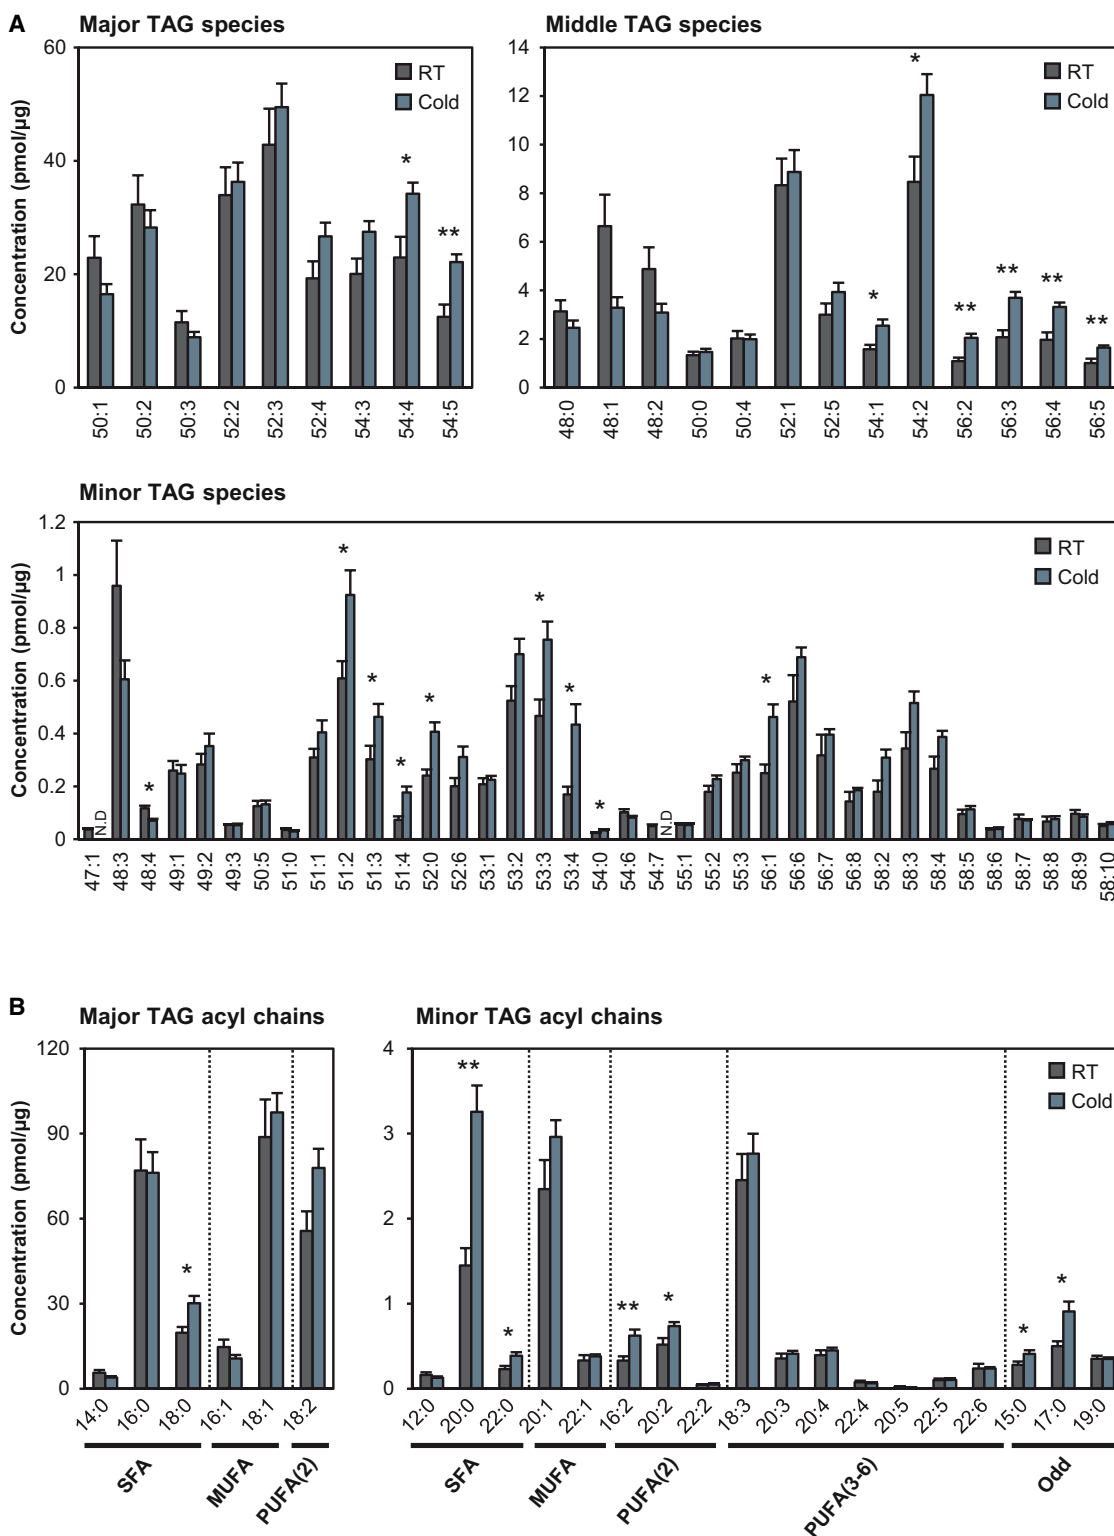 A
Major TAG species
Middle TAG species
Concentration (pmol/µg)
60
40
20
0
RT
Cold
* **
50:1 50:2 50:3 52:2 52:3 52:4 54:3 54:4 54:5
14
12
10
8
6
4
2
0
RT
Cold
* * ** ** ** **
48:0 48:1 48:2 50:0 50:4 52:1 52:5 54:1 54:2 56:2 56:3 56:4 56:5
Minor TAG species
Concentration (pmol/µg)
1.2
1
0.8
0.6
0.4
0.2
0
RT
Cold
N.D * * * * * * * * * N.D
47:1 48:3 48:4 49:1 49:2 49:3 50:5 51:0 51:1 51:2 51:3 51:4 52:0 52:6 53:1 53:2 53:3 53:4 54:0 54:6 54:7 55:1 55:2 55:3 56:1 56:6 56:7 56:8 58:2 58:3 58:4 58:5 58:6 58:7 58:8 58:9 58:10
B
Major TAG acyl chains
Minor TAG acyl chains
Concentration (pmol/µg)
120
90
60
30
0
*
14:0 16:0 18:0 16:1 18:1 18:2
SFA MUFA PUFA(2)
4
3
2
1
0
RT
Cold
** * ** * * *
12:0 20:0 22:0 20:1 22:1 16:2 20:2 22:2 18:3 20:3 20:4 22:4 20:5 22:5 22:6 15:0 17:0 19:0
SFA MUFA PUFA(2) PUFA(3-6) Odd